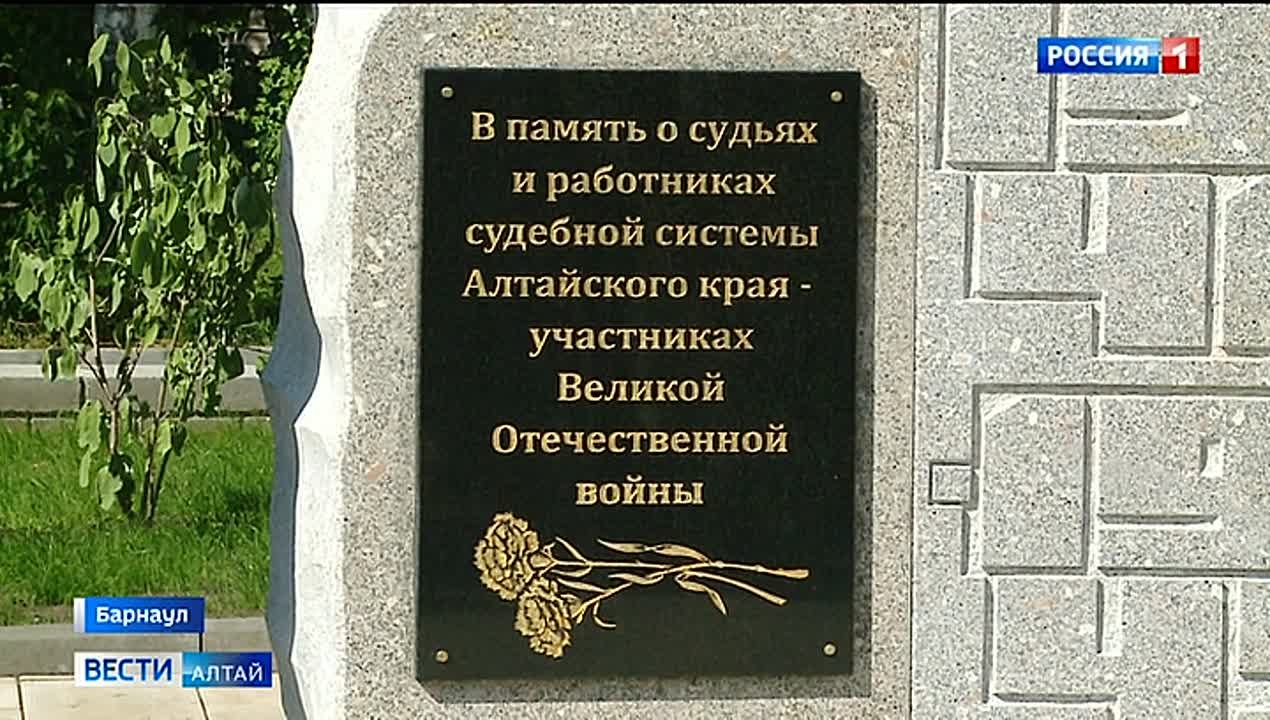 РОССИЯ 1
В память о судьях
и работниках
судебной системы
Алтайского края -
участниках
Великой
Отечественной
войны
Барнаул
ВЕСТИ АЛТАЙ